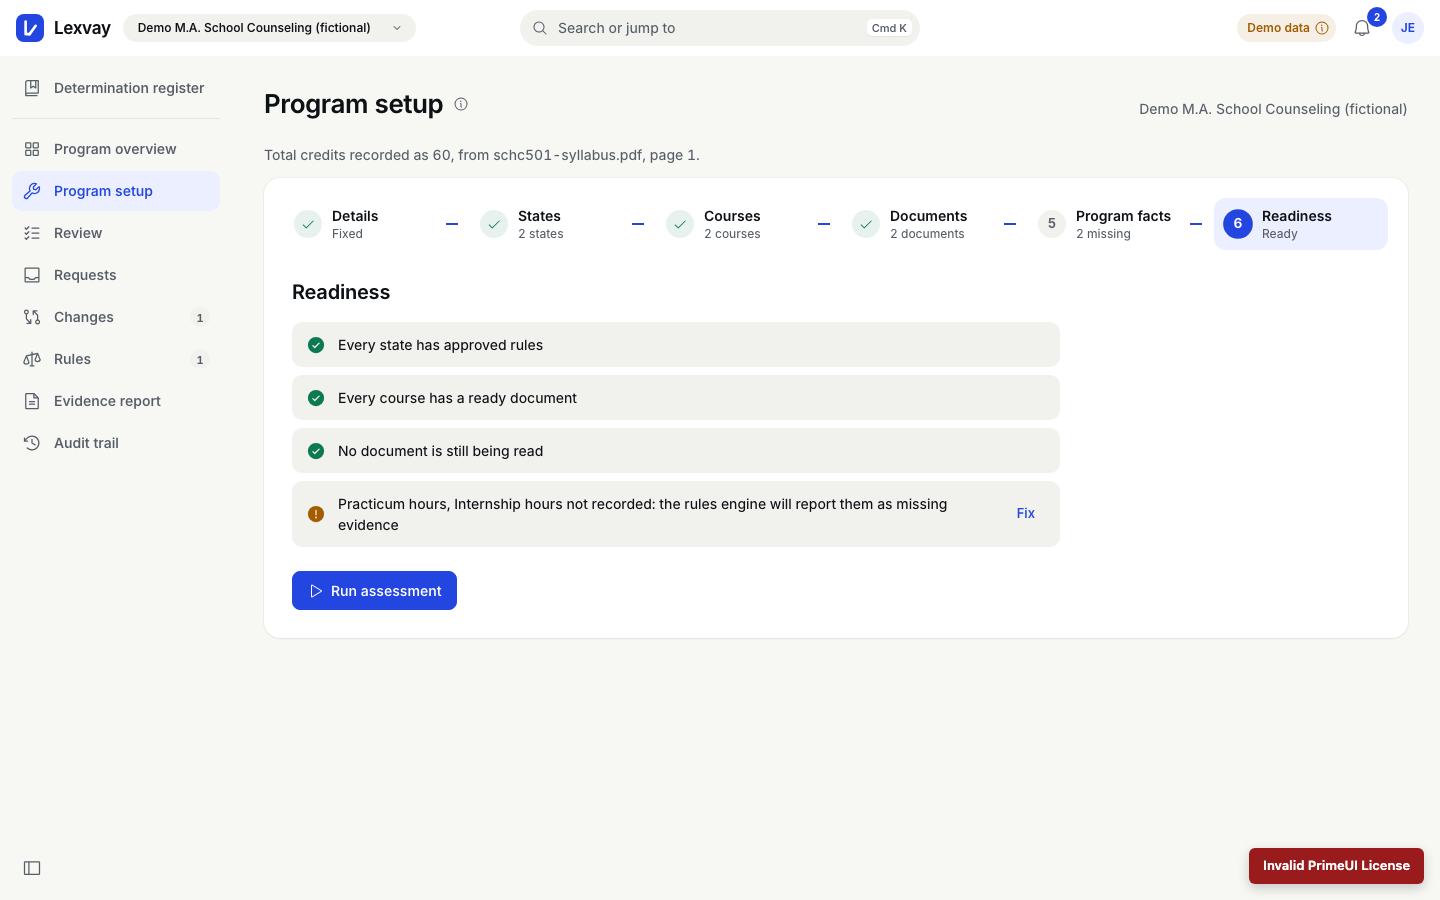 Lexvay
Demo M.A. School Counseling (fictional)
Search or jump to
Cmd K
Demo data
2
JE
Determination register
Program overview
Program setup
Review
Requests
Changes
1
Rules
1
Evidence report
Audit trail
Program setup
Demo M.A. School Counseling (fictional)
Total credits recorded as 60, from schc501-syllabus.pdf, page 1.
Details
Fixed
States
2 states
Courses
2 courses
Documents
2 documents
5
Program facts
2 missing
6
Readiness
Ready
Readiness
Every state has approved rules
Every course has a ready document
No document is still being read
Practicum hours, Internship hours not recorded: the rules engine will report them as missing
evidence
Fix
Run assessment
Invalid PrimeUI License